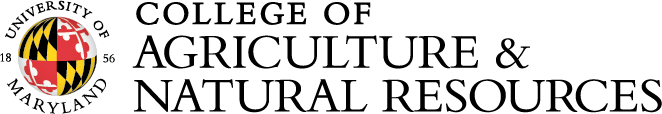 UNIVERSITY OF
18 56
MARYLAND
COLLEGE OF
AGRICULTURE &
NATURAL RESOURCES